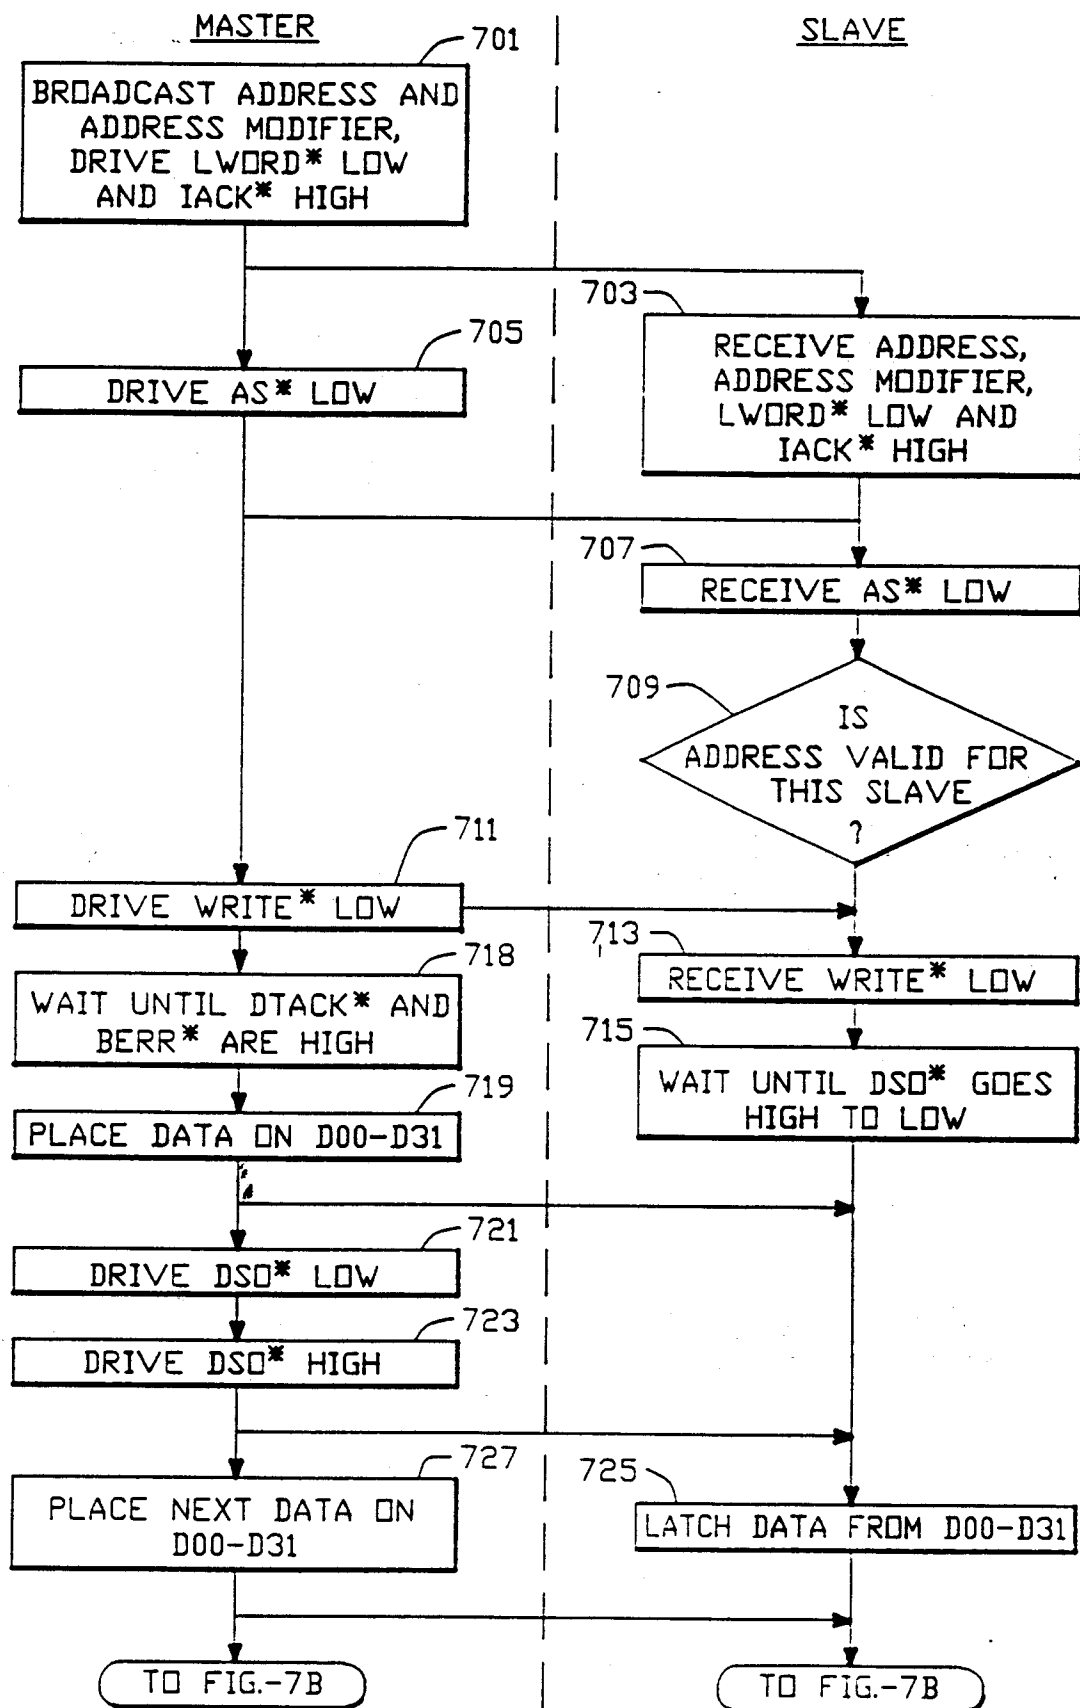 MASTER
SLAVE
701
BROADCAST ADDRESS AND
ADDRESS MODIFIER,
DRIVE LWORD* LOW
AND IACK* HIGH
703
RECEIVE ADDRESS,
ADDRESS MODIFIER,
LWORD* LOW AND
IACK* HIGH
705
DRIVE AS* LOW
707
RECEIVE AS* LOW
709
IS
ADDRESS VALID FOR
THIS SLAVE
?
711
DRIVE WRITE* LOW
713
RECEIVE WRITE* LOW
718
WAIT UNTIL DTACK* AND
BERR* ARE HIGH
715
WAIT UNTIL DS0* GOES
HIGH TO LOW
719
PLACE DATA ON D00-D31
721
DRIVE DS0* LOW
723
DRIVE DS0* HIGH
727
PLACE NEXT DATA ON
D00-D31
725
LATCH DATA FROM D00-D31
TO FIG.-7B
TO FIG.-7B